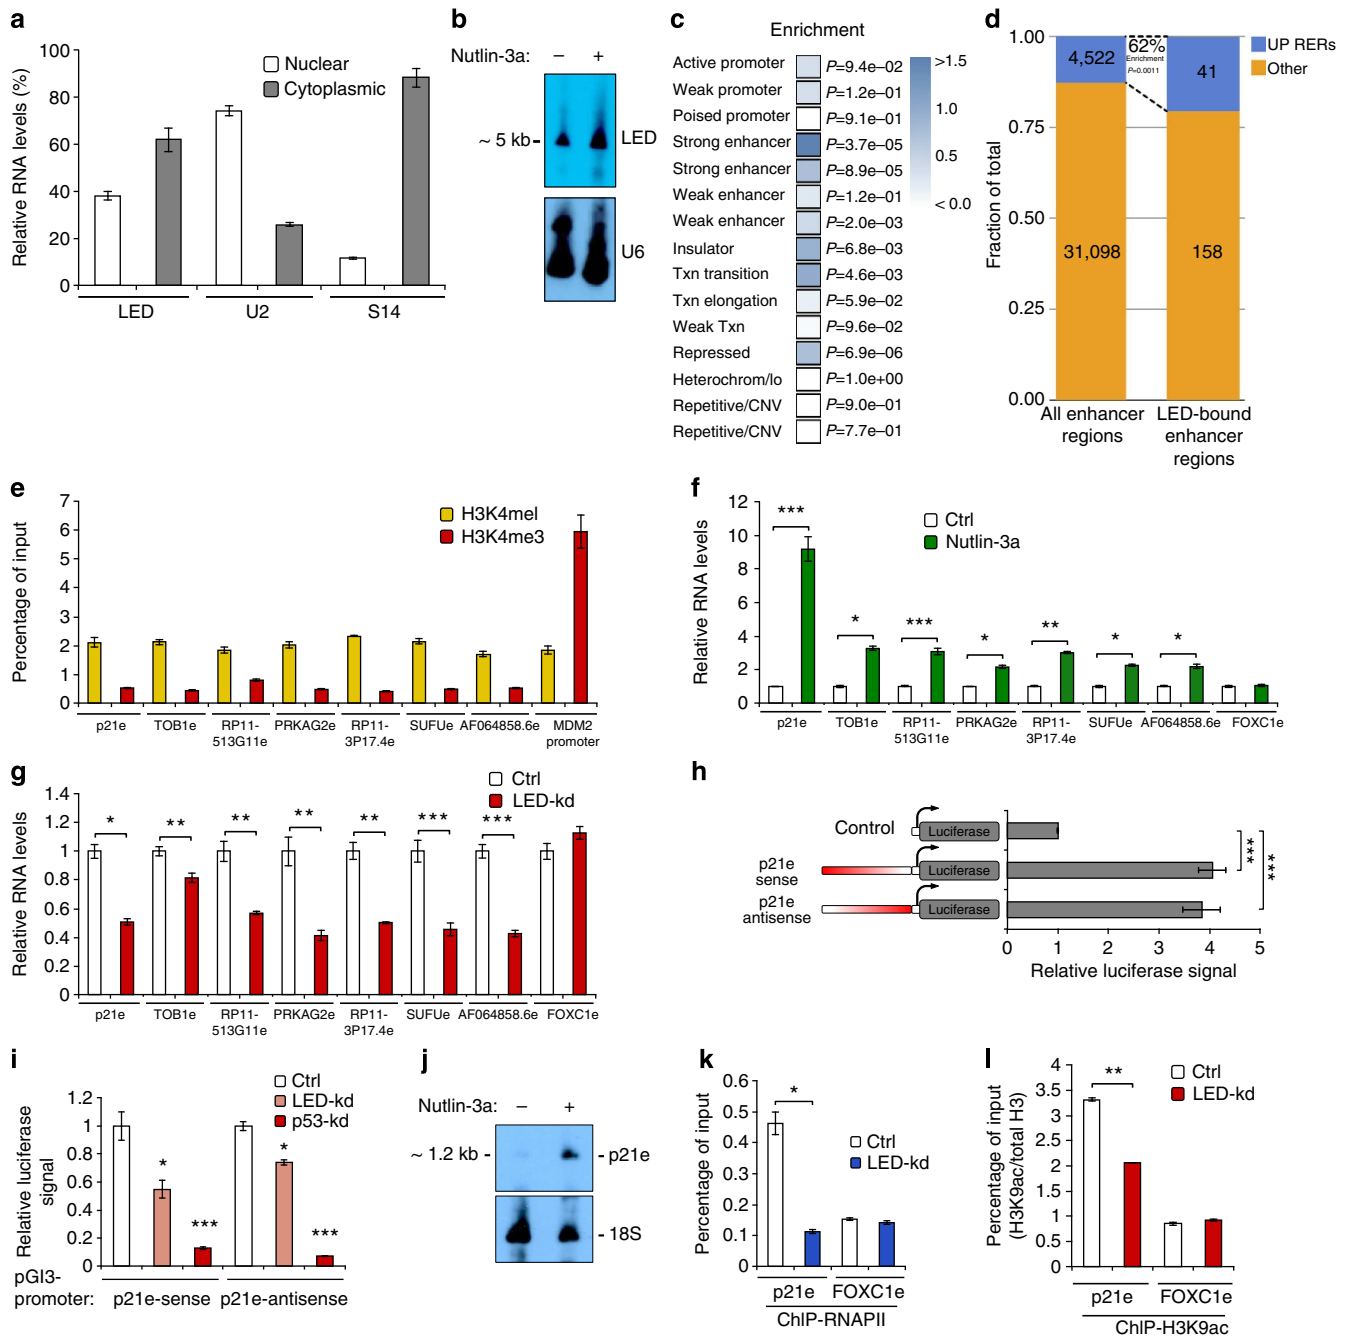 a
Relative RNA levels (%)
100
80
60
40
20
0
Nuclear
Cytoplasmic
LED
U2
S14
b
Nutlin-3a:
–
+
~ 5 kb-
LED
U6
c
Enrichment
Active promoter P=9.4e–02
Weak promoter P=1.2e–01
Poised promoter P=9.1e–01
Strong enhancer P=3.7e–05
Strong enhancer P=8.9e–05
Weak enhancer P=1.2e–01
Weak enhancer P=2.0e–03
Insulator P=6.8e–03
Txn transition P=4.6e–03
Txn elongation P=5.9e–02
Weak Txn P=9.6e–02
Repressed P=6.9e–06
Heterochrom/lo P=1.0e+00
Repetitive/CNV P=9.0e–01
Repetitive/CNV P=7.7e–01
>1.5
1.0
>0.5
< 0.0
d
Fraction of total
1.00
0.75
0.50
0.25
0.00
4,522
31,098
62%
Enrichment
P=0.0011
41
158
UP RERs
Other
All enhancer
regions
LED-bound
enhancer
regions
e
Percentage of input
7
6
5
4
3
2
1
0
H3K4mel
H3K4me3
p21e
TOB1e
RP11-
513G11e
PRKAG2e
RP11-
3P17.4e
SUFUe
AF064858.6e
MDM2
promoter
f
Relative RNA levels
12
10
8
6
4
2
0
Ctrl
Nutlin-3a
***
*
***
*
**
*
*
p21e
TOB1e
RP11-
513G11e
PRKAG2e
RP11-
3P17.4e
SUFUe
AF064858.6e
FOXC1e
g
Relative RNA levels
1.4
1.2
1
0.8
0.6
0.4
0.2
0
Ctrl
LED-kd
*
**
**
**
**
***
***
p21e
TOB1e
RP11-
513G11e
PRKAG2e
RP11-
3P17.4e
SUFUe
AF064858.6e
FOXC1e
h
Control
Luciferase
p21e
sense
Luciferase
p21e
antisense
Luciferase
***
***
0 1 2 3 4 5
Relative luciferase signal
i
Relative luciferase
signal
1.2
1
0.8
0.6
0.4
0.2
0
Ctrl
LED-kd
p53-kd
*
***
*
***
pGl3-
promoter:
p21e-sense
p21e-antisense
j
Nutlin-3a:
–
+
~ 1.2 kb -
- p21e
- 18S
k
Percentage of input
0.6
0.5
0.4
0.3
0.2
0.1
0
*
Ctrl
LED-kd
p21e
FOXC1e
ChIP-RNAPII
l
Percentage of input
(H3K9ac/total H3)
4
3.5
3
2.5
2
1.5
1
0.5
0
**
Ctrl
LED-kd
p21e
FOXC1e
ChIP-H3K9ac